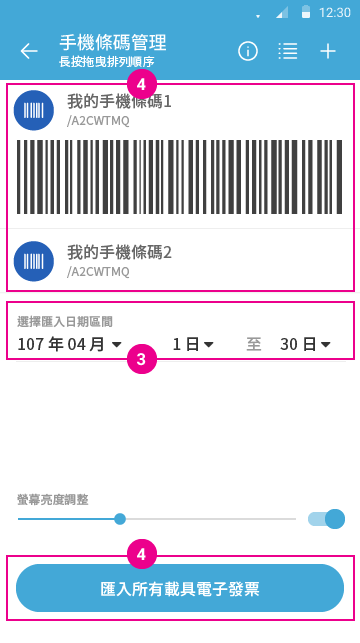 12:30
手機條碼管理
長按拖曳排列順序
4
我的手機條碼1
/A2CWTMQ
我的手機條碼2
/A2CWTMQ
選擇匯入日期區間
107 年 04 月 1 日 至 30 日
3
螢幕亮度調整
4
匯入所有載具電子發票